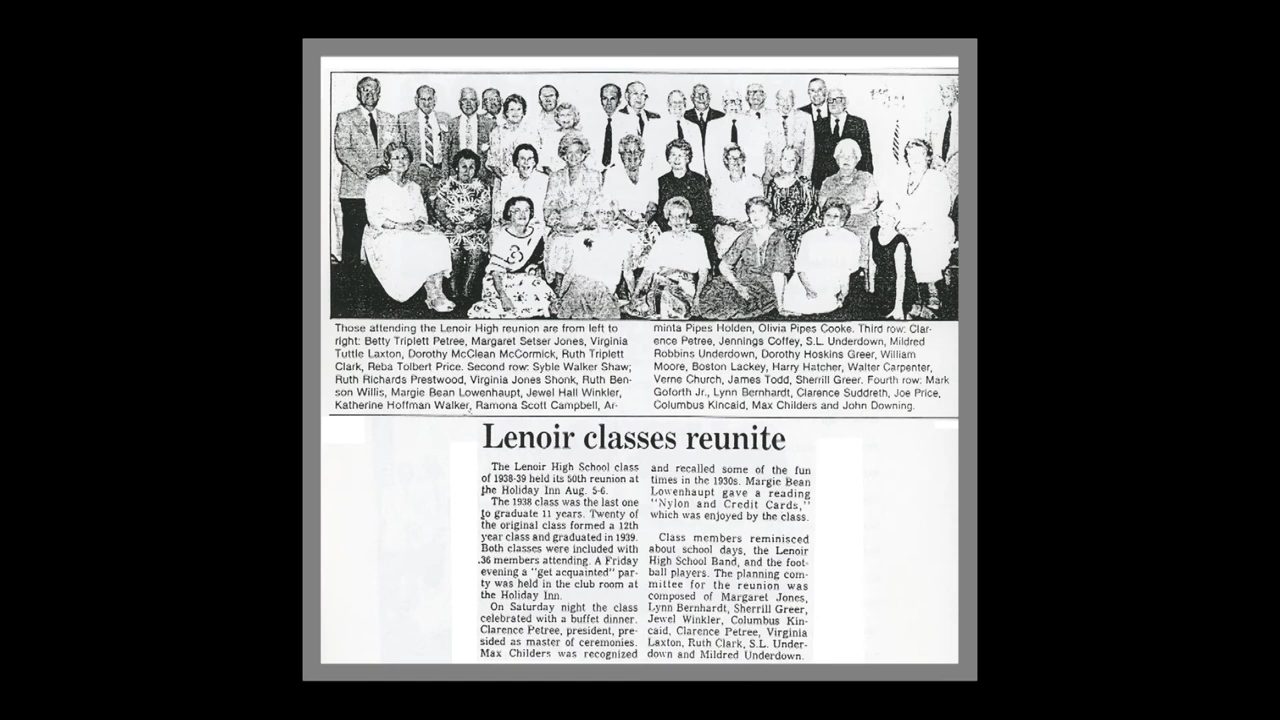 Those attending the Lenoir High reunion are from left to
right: Betty Triplett Petree, Margaret Setser Jones, Virginia
Tuttle Laxton, Dorothy McClean McCormick, Ruth Triplett
Clark, Reba Tolbert Price. Second row: Syble Walker Shaw;
Ruth Richards Prestwood, Virginia Jones Shonk, Ruth Ben-
son Willis, Margie Bean Lowenhaupt, Jewel Hall Winkler,
Katherine Hoffman Walker, Ramona Scott Campbell, Ar-
minta Pipes Holden, Olivia Pipes Cooke. Third row: Clar-
ence Petree, Jennings Coffey, S.L. Underdown, Mildred
Robbins Underdown, Dorothy Hoskins Greer, William
Moore, Boston Lackey, Harry Hatcher, Walter Carpenter,
Verne Church, James Todd, Sherrill Greer. Fourth row: Mark
Goforth Jr., Lynn Bernhardt, Clarence Suddreth, Joe Price,
Columbus Kincaid, Max Childers and John Downing.
Lenoir classes reunite
The Lenoir High School class
of 1938-39 held its 50th reunion at
the Holiday Inn Aug. 5-6.
The 1938 class was the last one
to graduate 11 years. Twenty of
the original class formed a 12th
year class and graduated in 1939.
Both classes were included with
36 members attending. A Friday
evening a "get acquainted" par-
ty was held in the club room at
the Holiday Inn.
On Saturday night the class
celebrated with a buffet dinner.
Clarence Petree, president, pre-
sided as master of ceremonies.
Max Childers was recognized
and recalled some of the fun
times in the 1930s. Margie Bean
Lowenhaupt gave a reading
"Nylon and Credit Cards,"
which was enjoyed by the class.
Class members reminisced
about school days, the Lenoir
High School Band, and the foot-
ball players. The planning com-
mittee for the reunion was
composed of Margaret Jones,
Lynn Bernhardt, Sherrill Greer,
Jewel Winkler, Columbus Kin-
caid, Clarence Petree, Virginia
Laxton, Ruth Clark, S.L. Under-
down and Mildred Underdown.